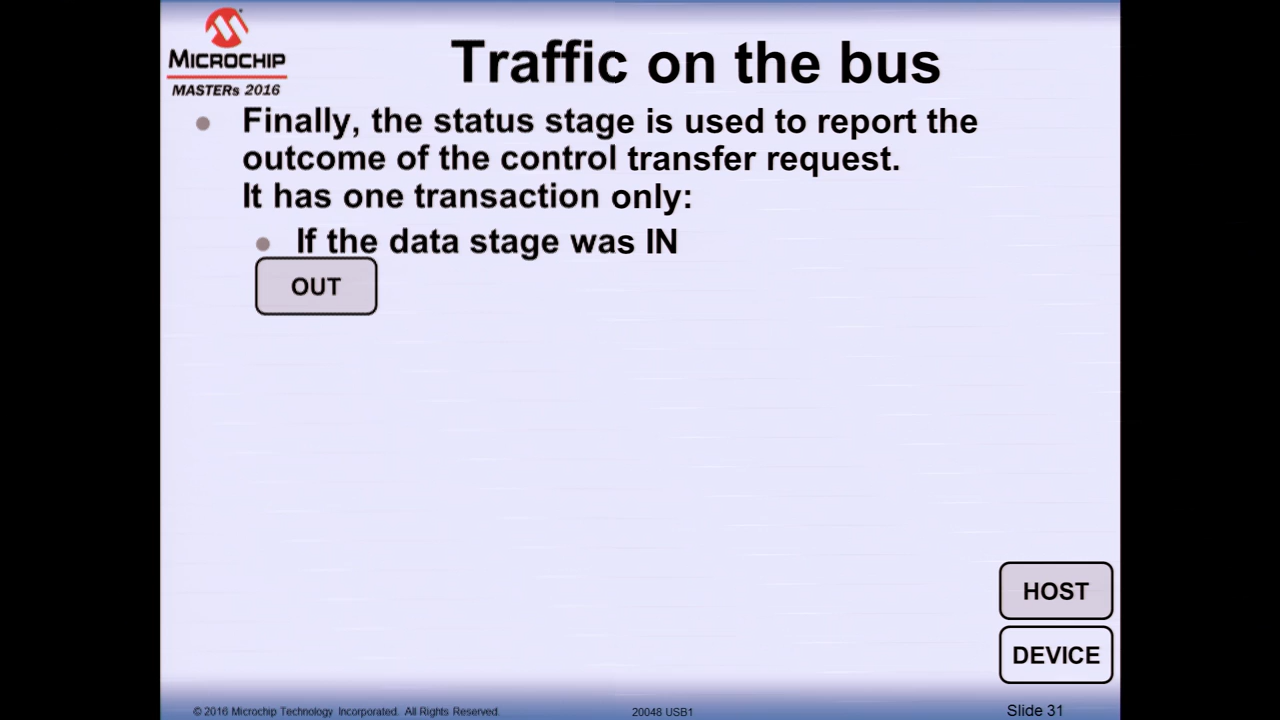 MICROCHIP
MASTERs 2016
Traffic on the bus
Finally, the status stage is used to report the
outcome of the control transfer request.
It has one transaction only:
If the data stage was IN
OUT
HOST
DEVICE
© 2016 Microchip Technology Incorporated. All Rights Reserved.
20048 USB1
Slide 31